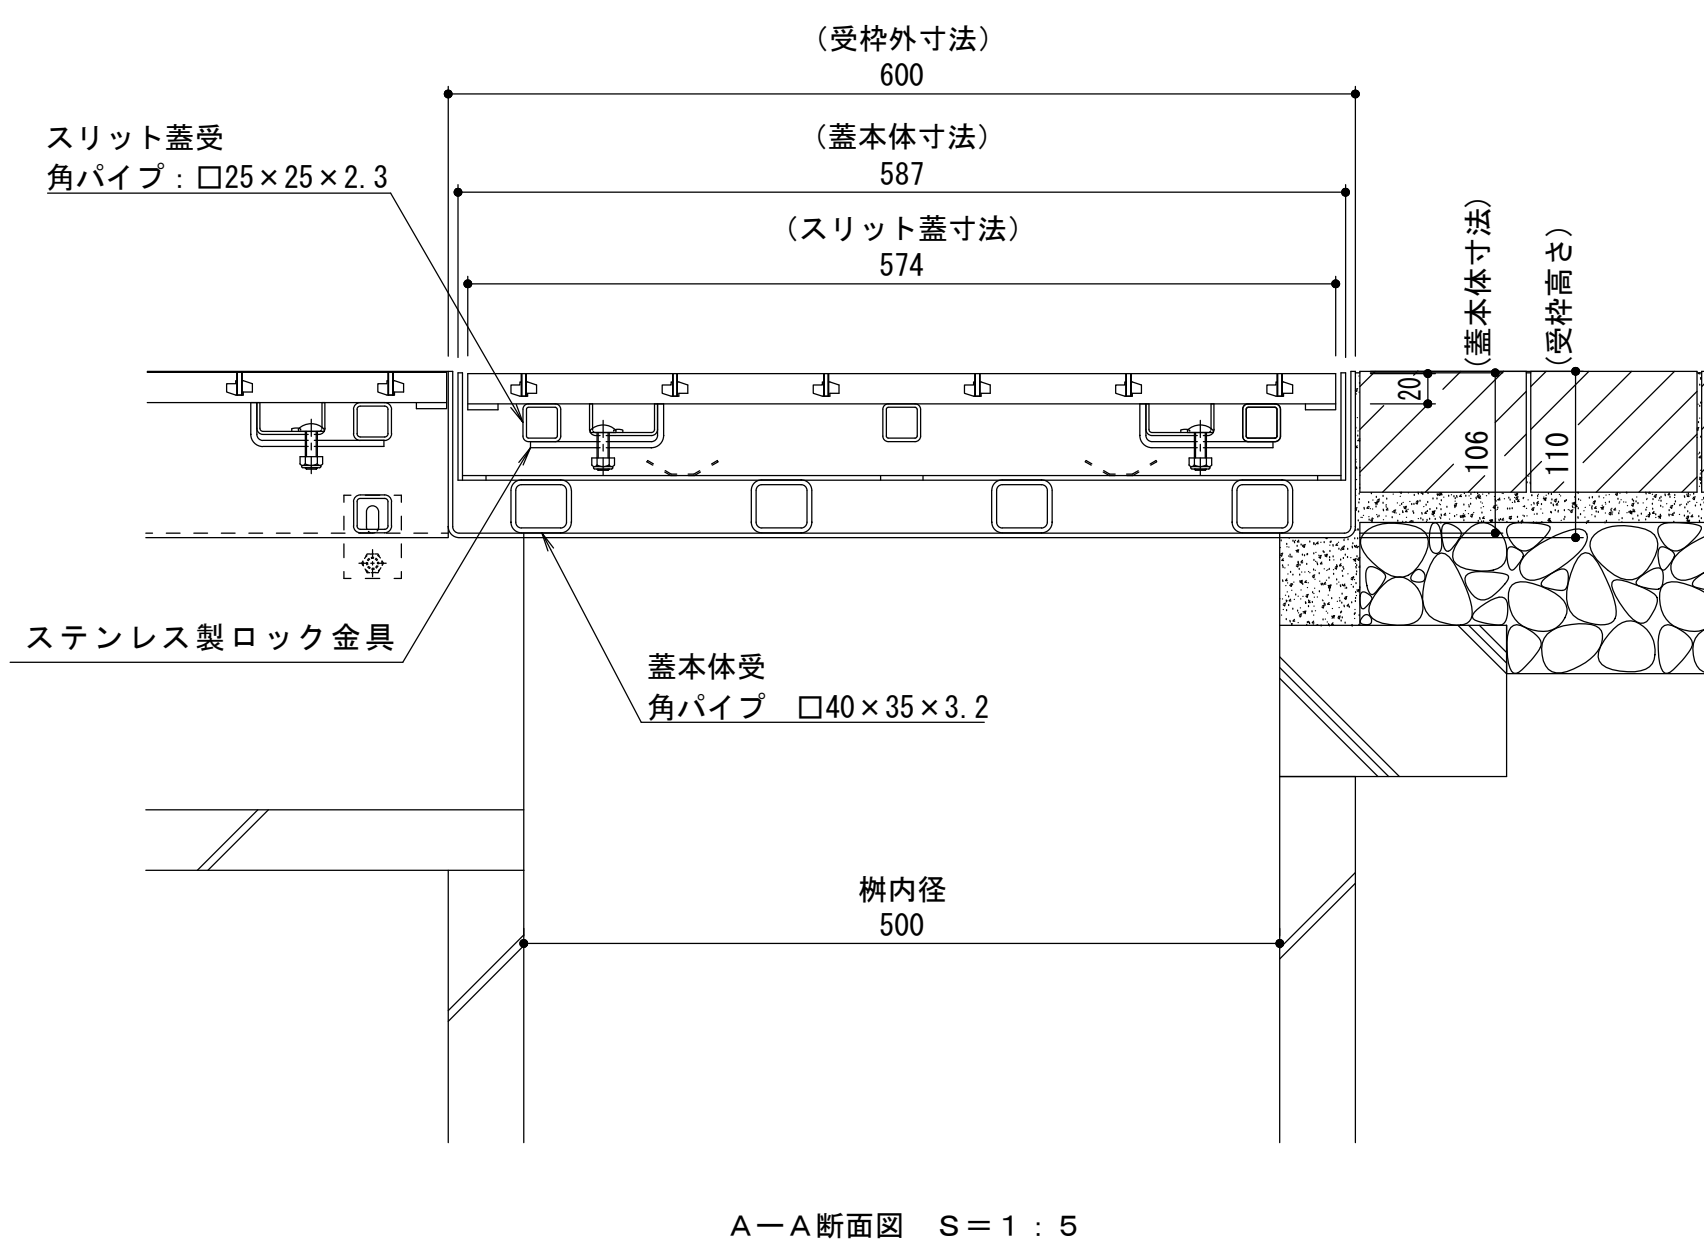 (受枠外寸法)
600
スリット蓋受
角パイプ：□25×25×2.3
(蓋本体寸法)
587
(スリット蓋寸法)
574
(蓋本体寸法)
(受枠高さ)
20
106
110
ステンレス製ロック金具
蓋本体受
角パイプ　□40×35×3.2
桝内径
500
A－A断面図　S＝1：5